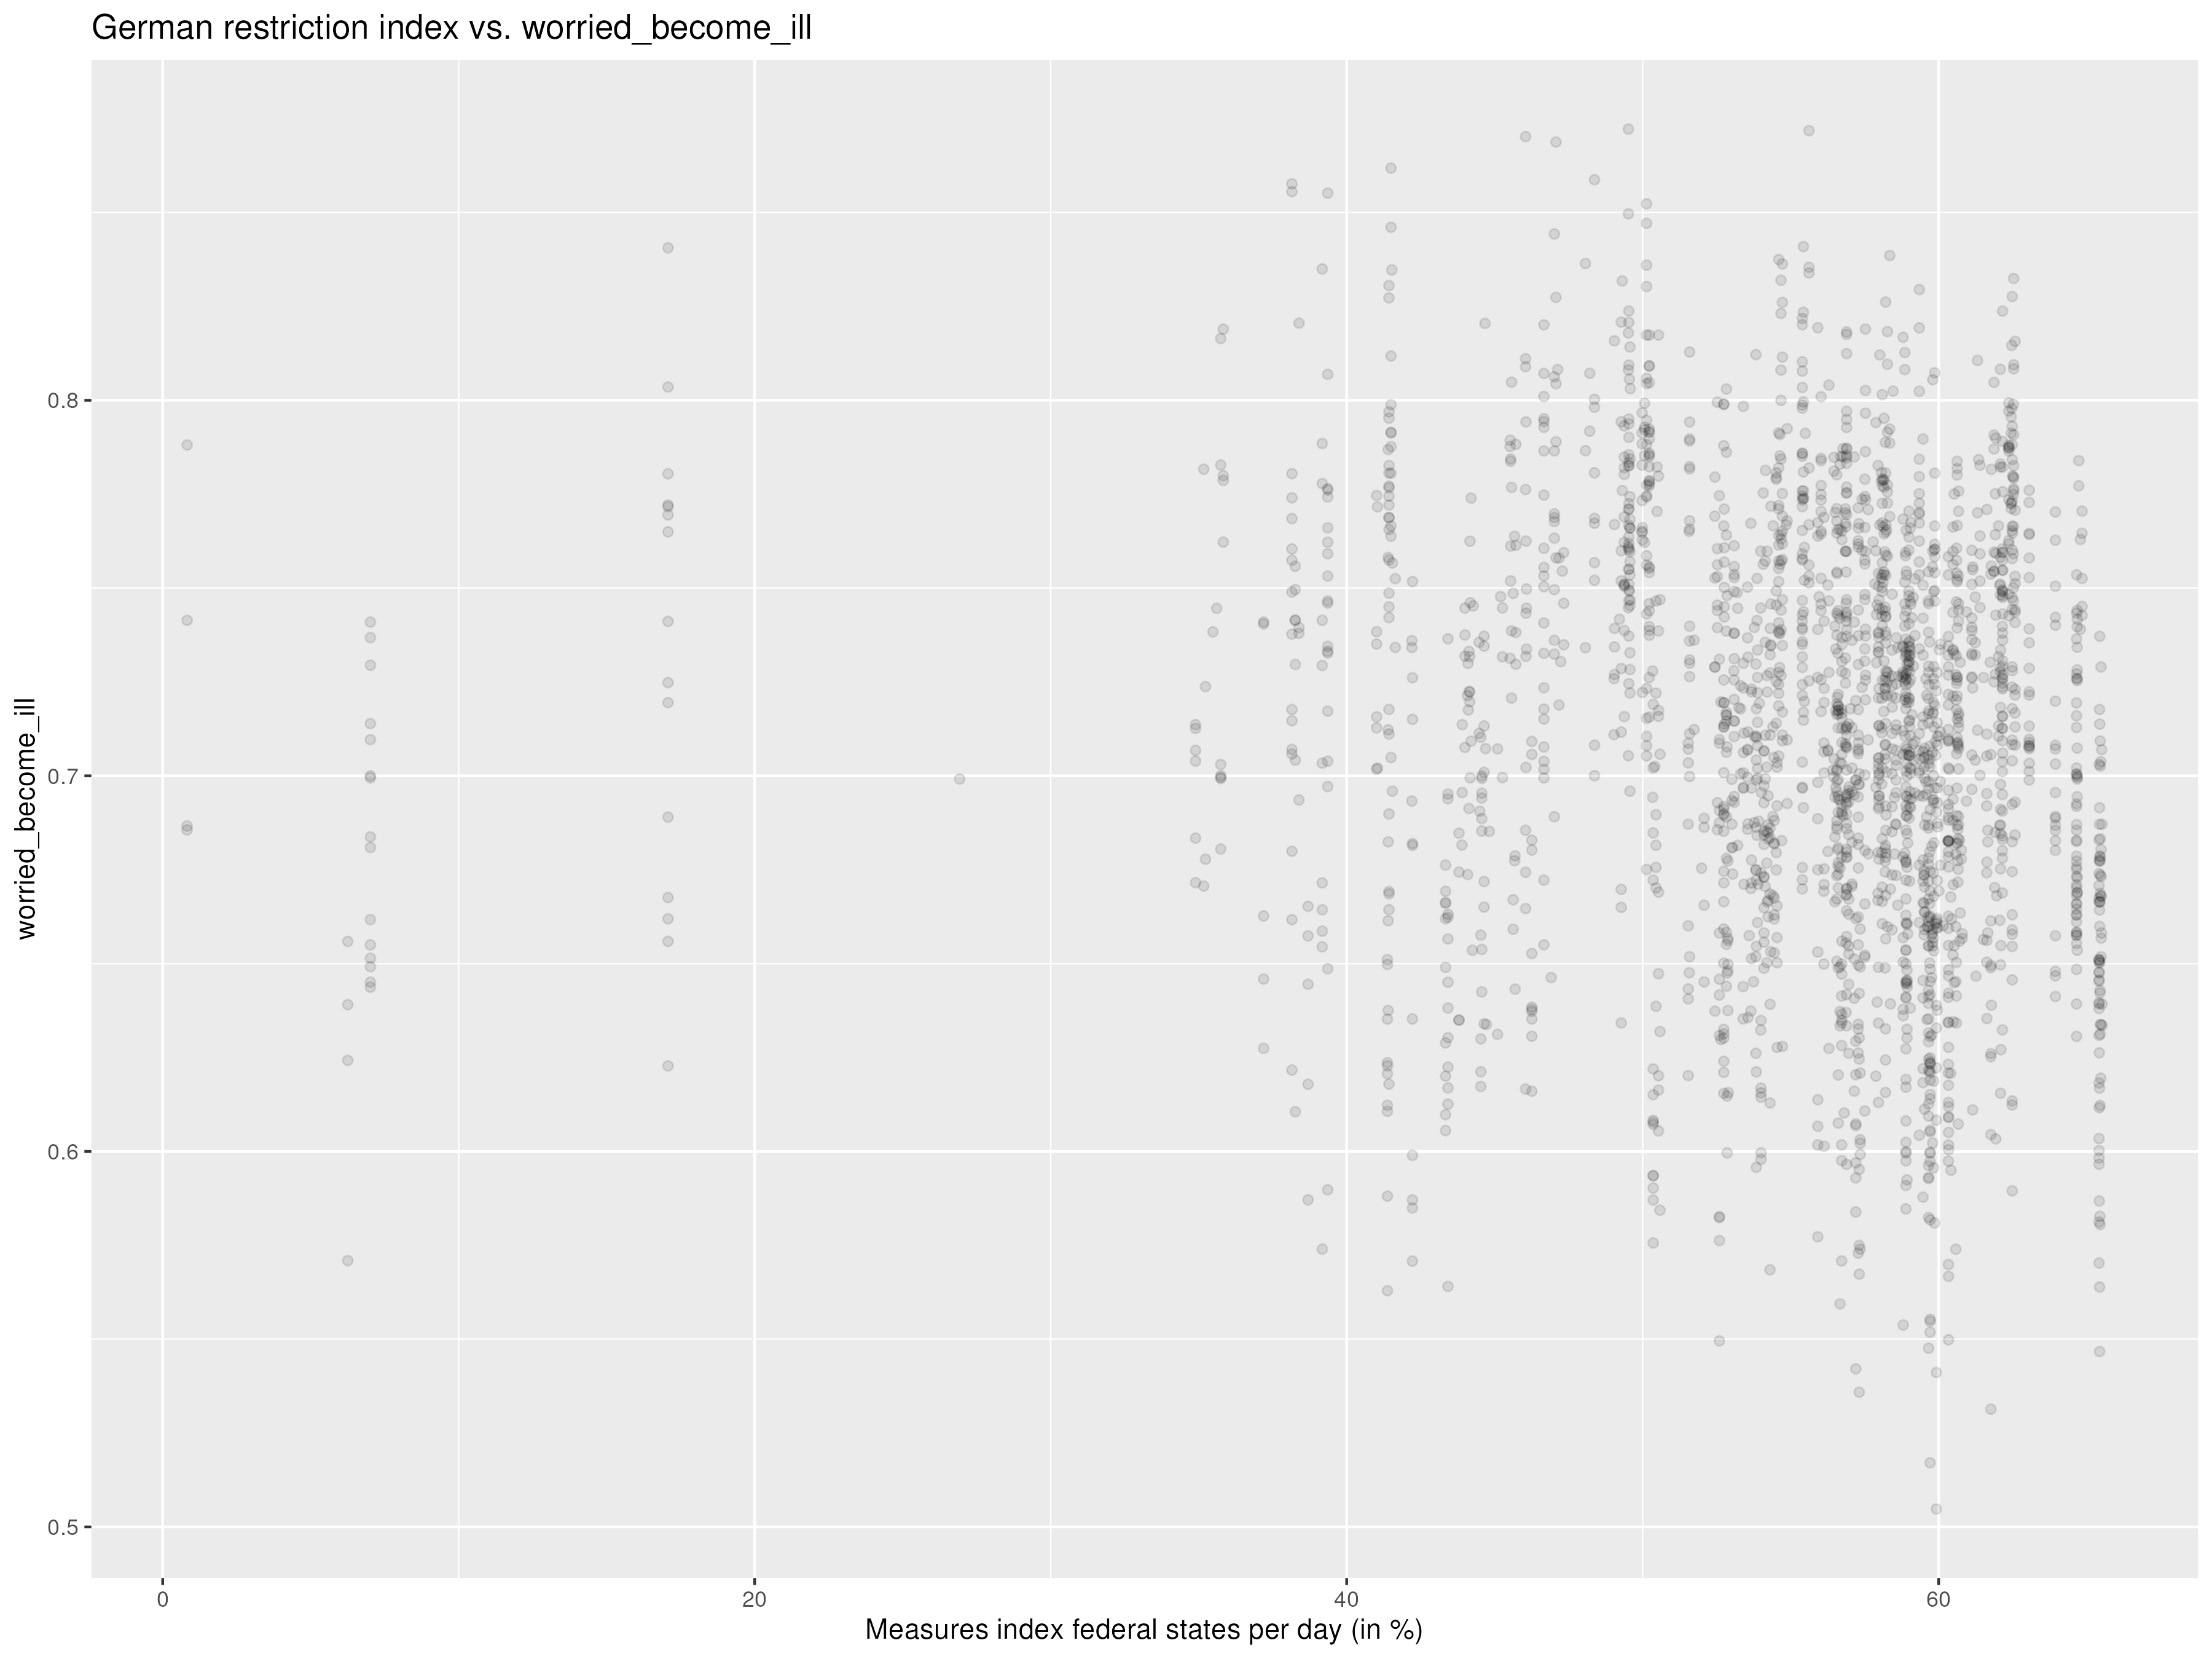 German restriction index vs. worried_become_ill
worried_become_ill
0.8
0.7
0.6
0.5
0
20
40
60
Measures index federal states per day (in %)